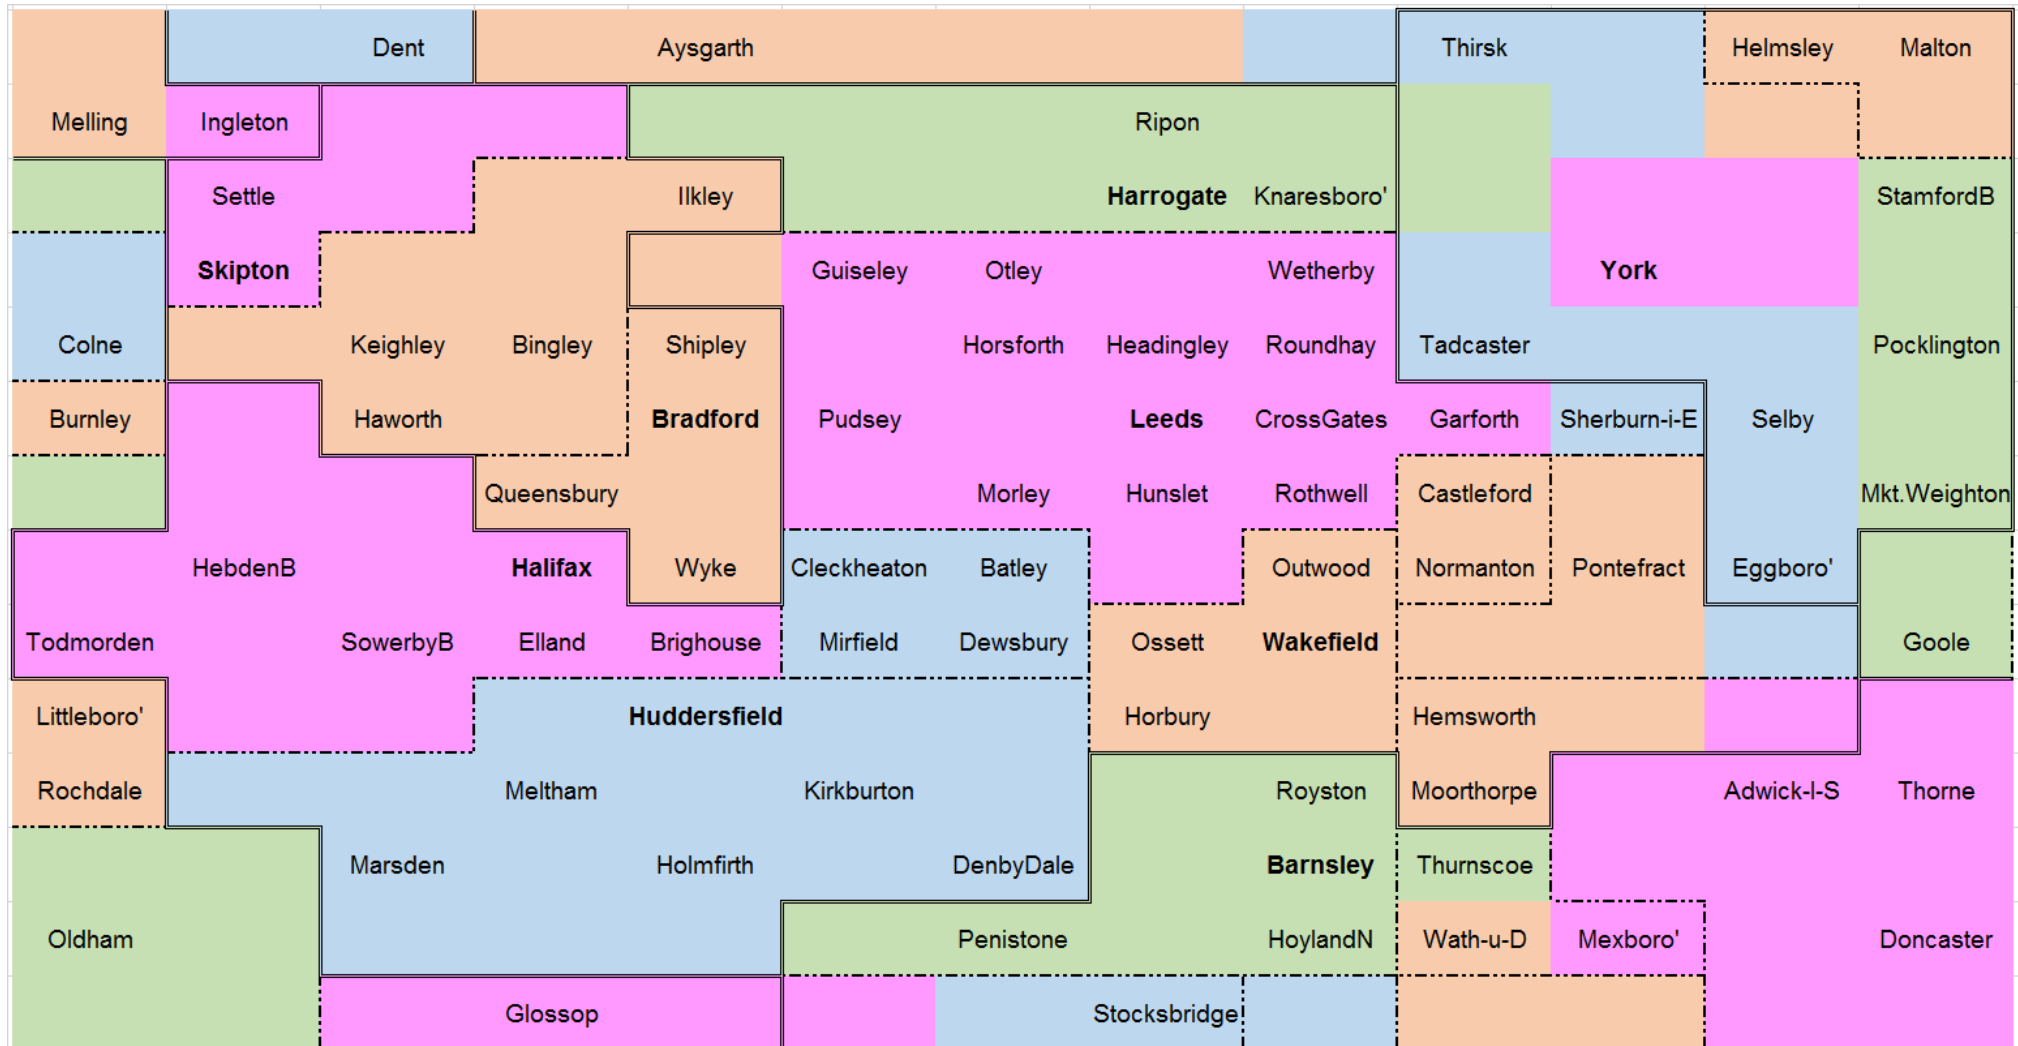 Dent Aysgarth Thirsk Helmsley Malton
Melling Ingleton Ripon
Settle Ilkley Harrogate Knaresboro' StamfordB
Skipton Guiseley Otley Wetherby York
Colne Keighley Bingley Shipley Horsforth Headingley Roundhay Tadcaster Pocklington
Burnley Haworth Bradford Pudsey Leeds CrossGates Garforth Sherburn-i-E Selby
Queensbury Morley Hunslet Rothwell Castleford Mkt.Weighton
HebdenB Halifax Wyke Cleckheaton Batley Outwood Normanton Pontefract Eggboro'
Todmorden SowerbyB Elland Brighouse Mirfield Dewsbury Ossett Wakefield Goole
Littleboro' Huddersfield Horbury Hemsworth
Rochdale Meltham Kirkburton Royston Moorthorpe Adwick-l-S Thorne
Marsden Holmfirth DenbyDale Barnsley Thurnscoe
Oldham Penistone HoylandN Wath-u-D Mexboro' Doncaster
Glossop Stocksbridge